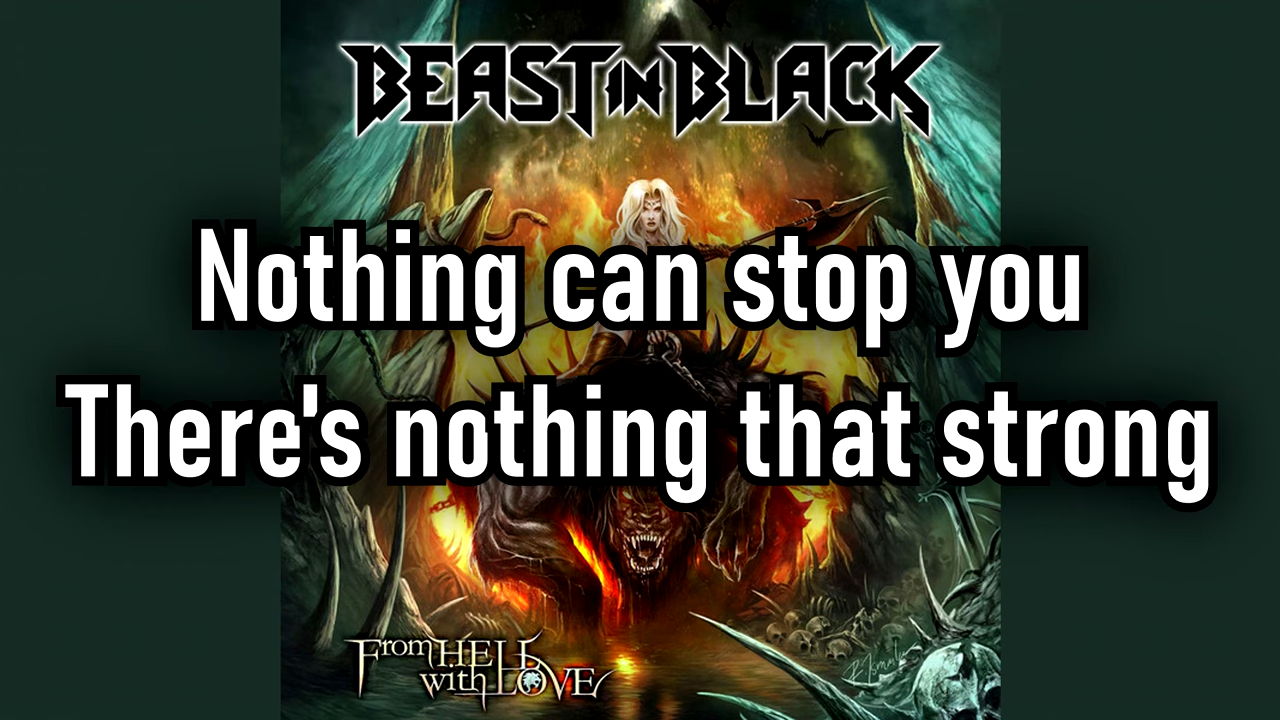 BEAST IN BLACK
Nothing can stop you
There's nothing that strong
From HELL
with LOVE